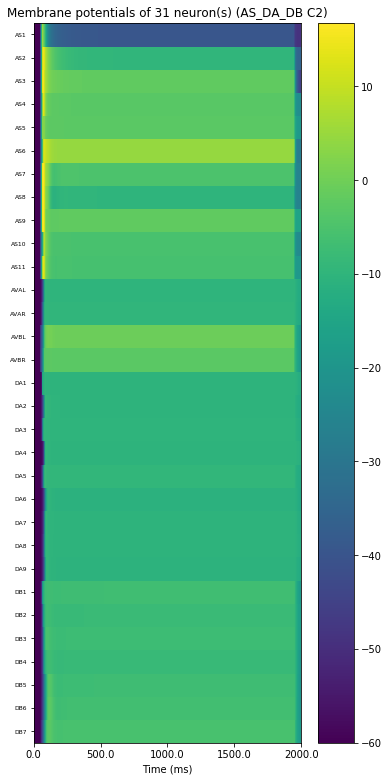 Membrane potentials of 31 neuron(s) (AS_DA_DB C2)
AS1
AS2
AS3
AS4
AS5
AS6
AS7
AS8
AS9
AS10
AS11
AVAL
AVAR
AVBL
AVBR
DA1
DA2
DA3
DA4
DA5
DA6
DA7
DA8
DA9
DB1
DB2
DB3
DB4
DB5
DB6
DB7
0.0 500.0 1000.0 1500.0 2000.0
Time (ms)
10
0
−10
−20
−30
−40
−50
−60